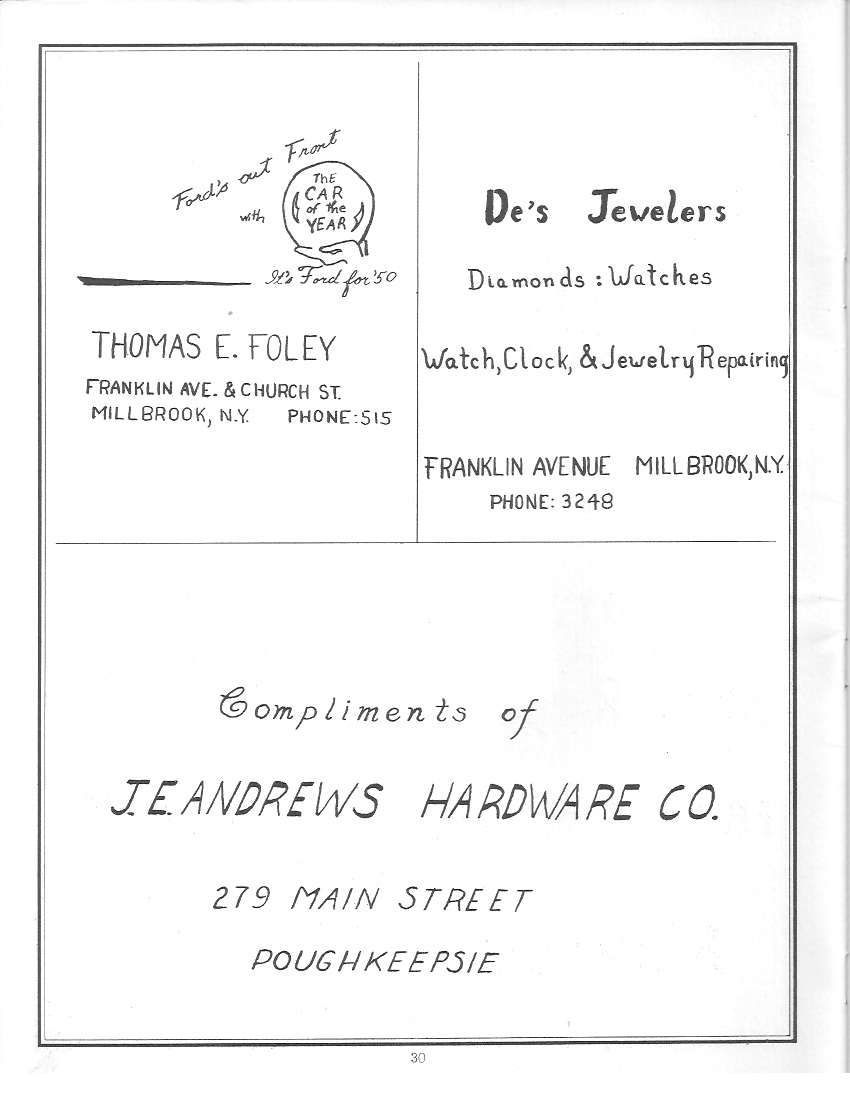 Ford's out Front
with
The
CAR
of the
YEAR
It's Ford for '50
THOMAS E. FOLEY
FRANKLIN AVE. & CHURCH ST.
MILLBROOK, N.Y. PHONE: 515
De's Jewelers
Diamonds : Watches
Watch, Clock, & Jewelry Repairing
FRANKLIN AVENUE MILLBROOK, N.Y.
PHONE: 3248
Compliments of
J.E. ANDREWS HARDWARE CO.
279 MAIN STREET
POUGHKEEPSIE
30